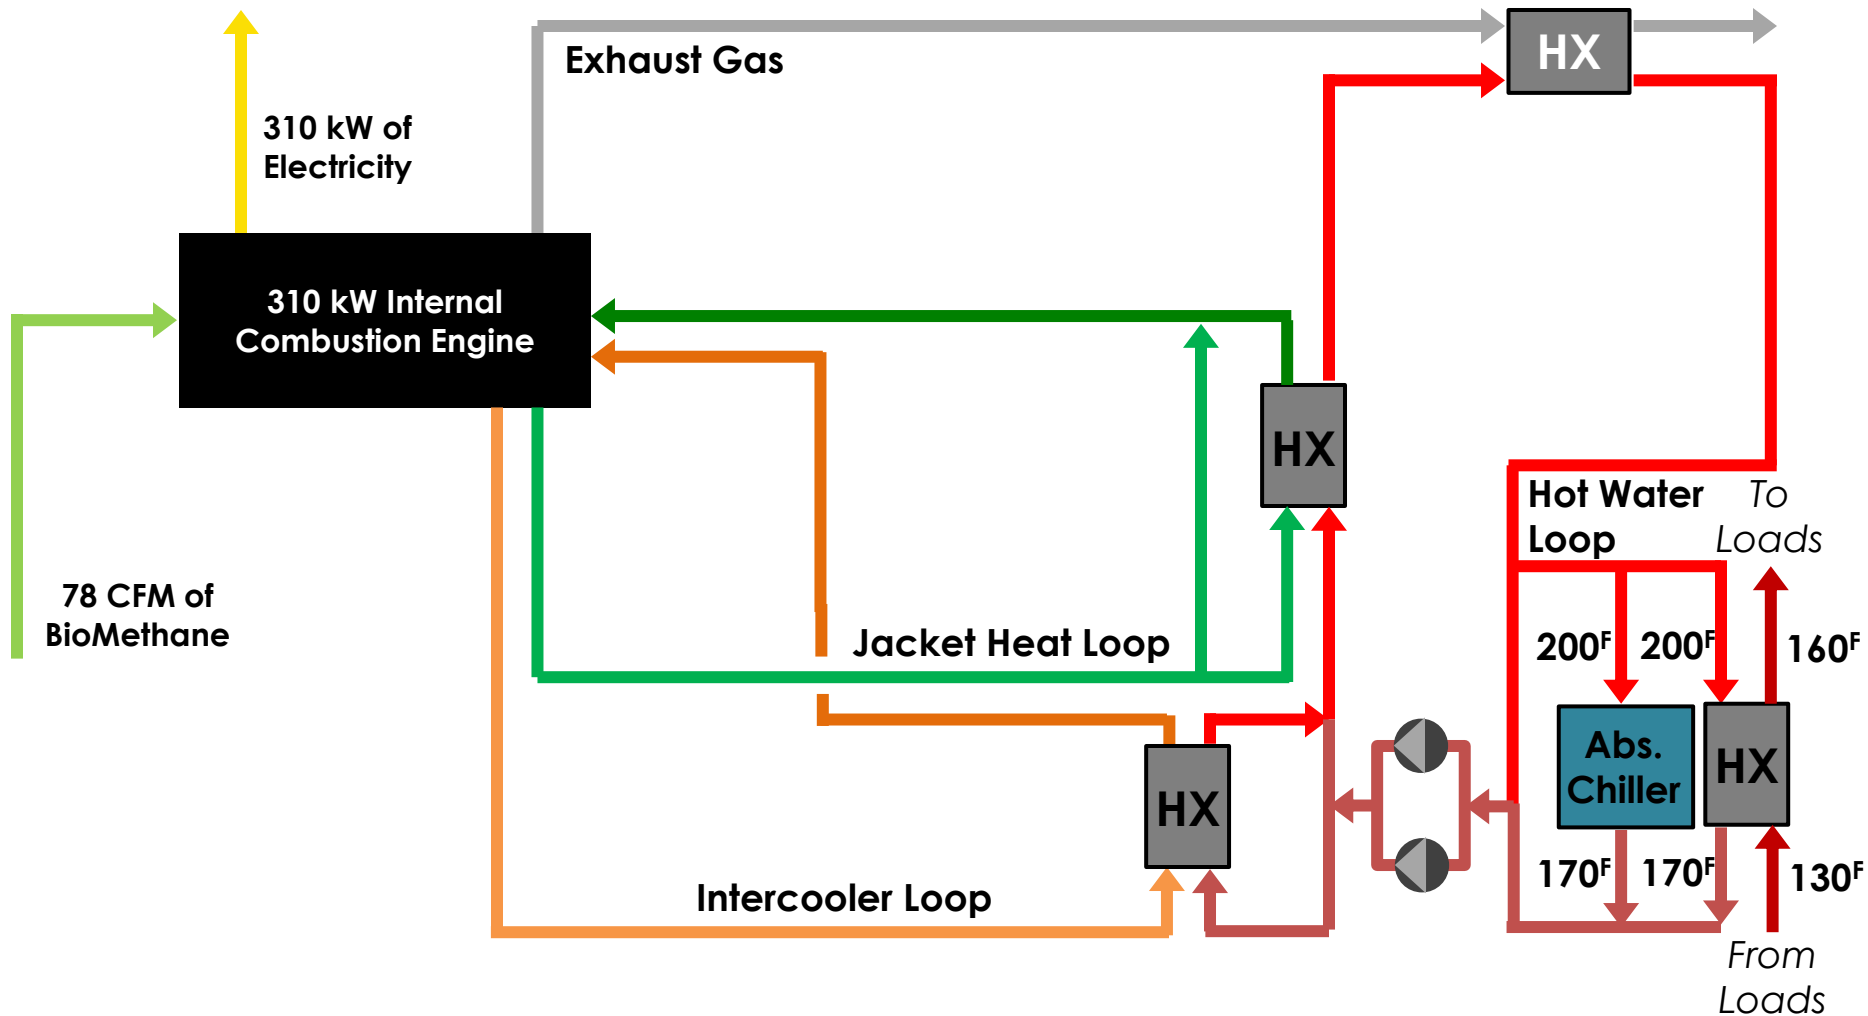 Exhaust Gas
HX
310 kW of
Electricity
310 kW Internal
Combustion Engine
HX
Hot Water
Loop
To
Loads
78 CFM of
BioMethane
Jacket Heat Loop
200F
200F
160F
Abs.
Chiller
HX
HX
170F
170F
130F
Intercooler Loop
From
Loads